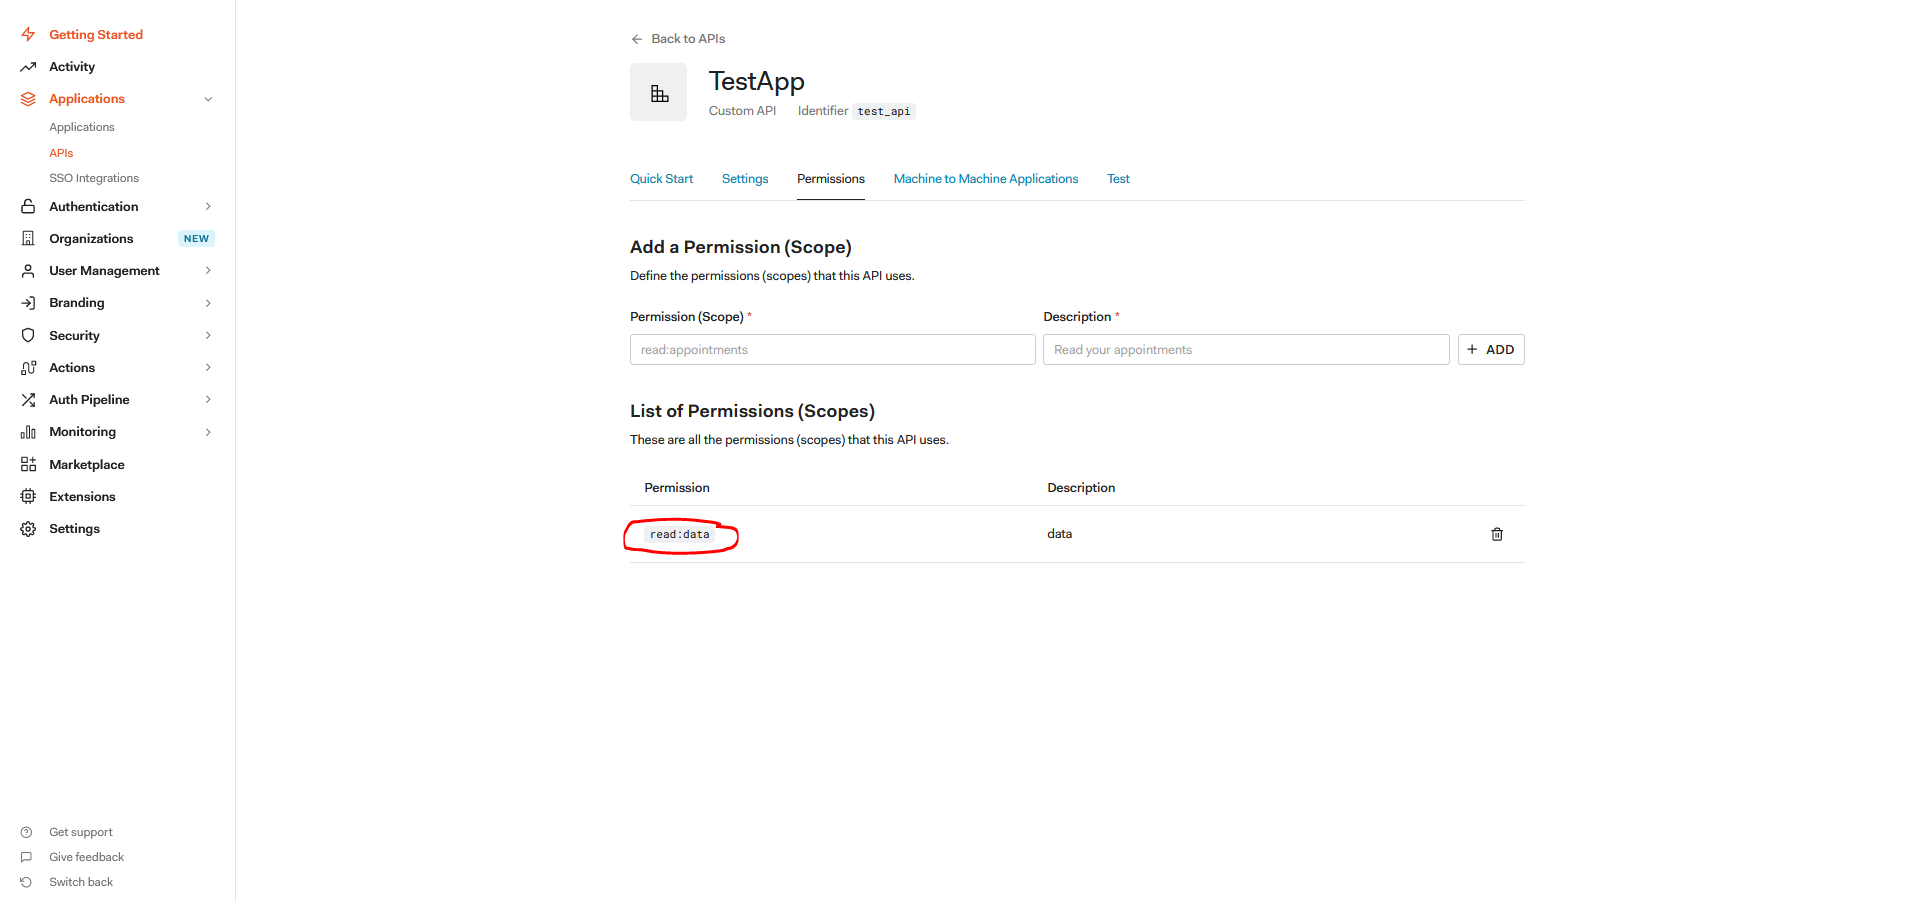 Getting Started
Activity
Applications
Applications
APIs
SSO Integrations
Authentication
Organizations NEW
User Management
Branding
Security
Actions
Auth Pipeline
Monitoring
Marketplace
Extensions
Settings
Get support
Give feedback
Switch back
Back to APIs
TestApp
Custom API Identifier test_api
Quick Start Settings Permissions Machine to Machine Applications Test
Add a Permission (Scope)
Define the permissions (scopes) that this API uses.
Permission (Scope) * Description *
read:appointments Read your appointments + ADD
List of Permissions (Scopes)
These are all the permissions (scopes) that this API uses.
Permission Description
read:data data